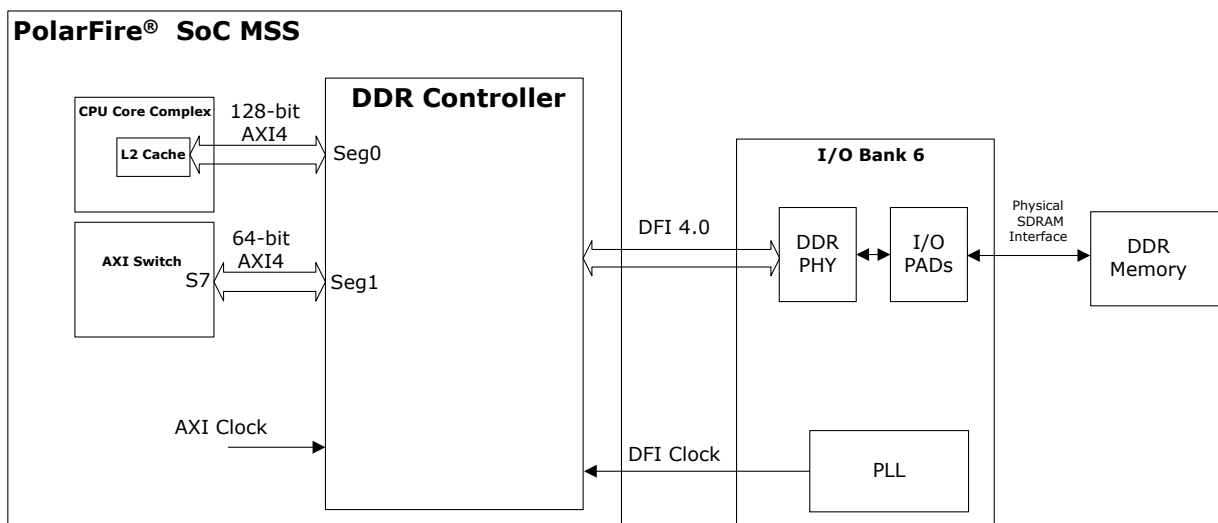 PolarFire® SoC MSS
CPU Core Complex
L2 Cache
128-bit
AXI4
DDR Controller
Seg0
AXI Switch
S7
64-bit
AXI4
Seg1
AXI Clock
DFI 4.0
DFI Clock
I/O Bank 6
DDR
PHY
I/O
PADs
PLL
Physical
SDRAM
Interface
DDR
Memory